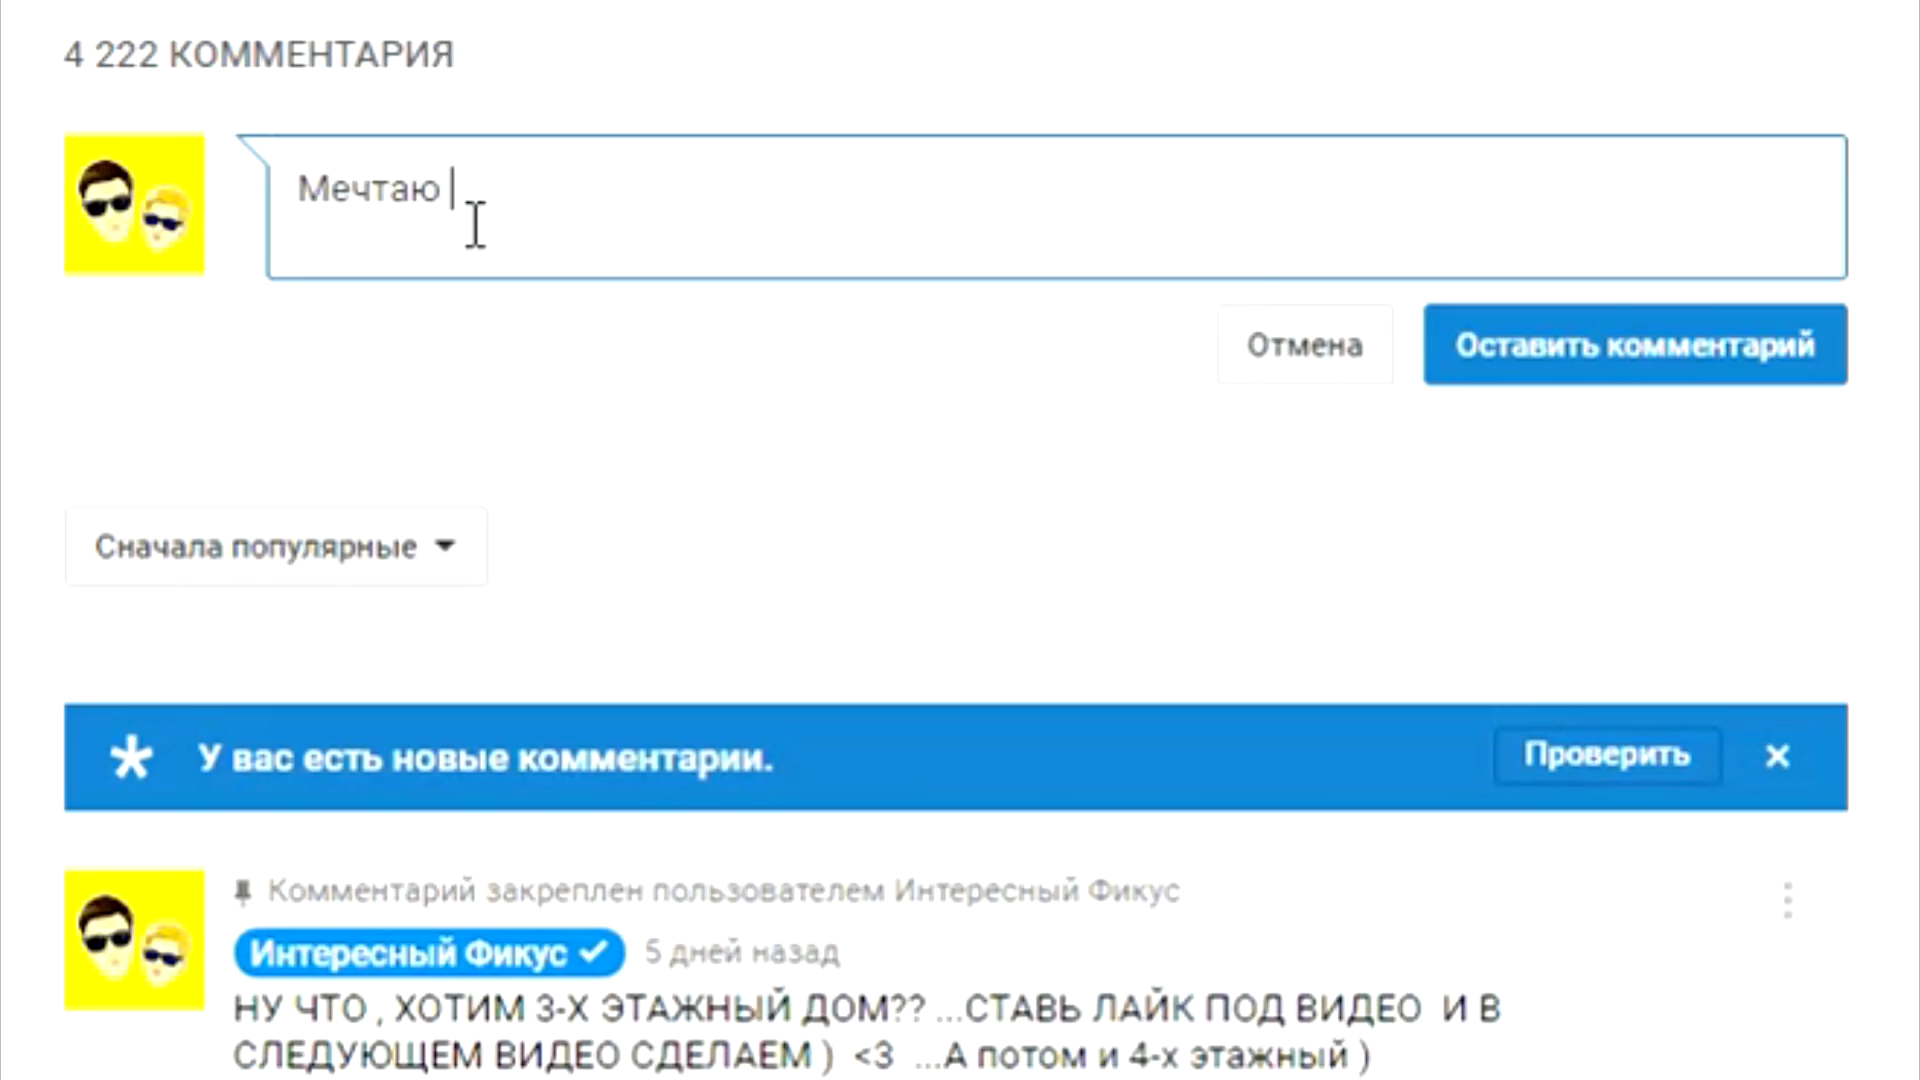 4 222 КОММЕНТАРИЯ
Мечтаю
Отмена
Оставить комментарий
Сначала популярные
У вас есть новые комментарии.
Проверить
Комментарий закреплен пользователем Интересный Фикус
Интересный Фикус 5 дней назад
НУ ЧТО , ХОТИМ 3-Х ЭТАЖНЫЙ ДОМ?? ...СТАВЬ ЛАЙК ПОД ВИДЕО И В
СЛЕДУЮЩЕМ ВИДЕО СДЕЛАЕМ ) <3 ...А потом и 4-х этажный )